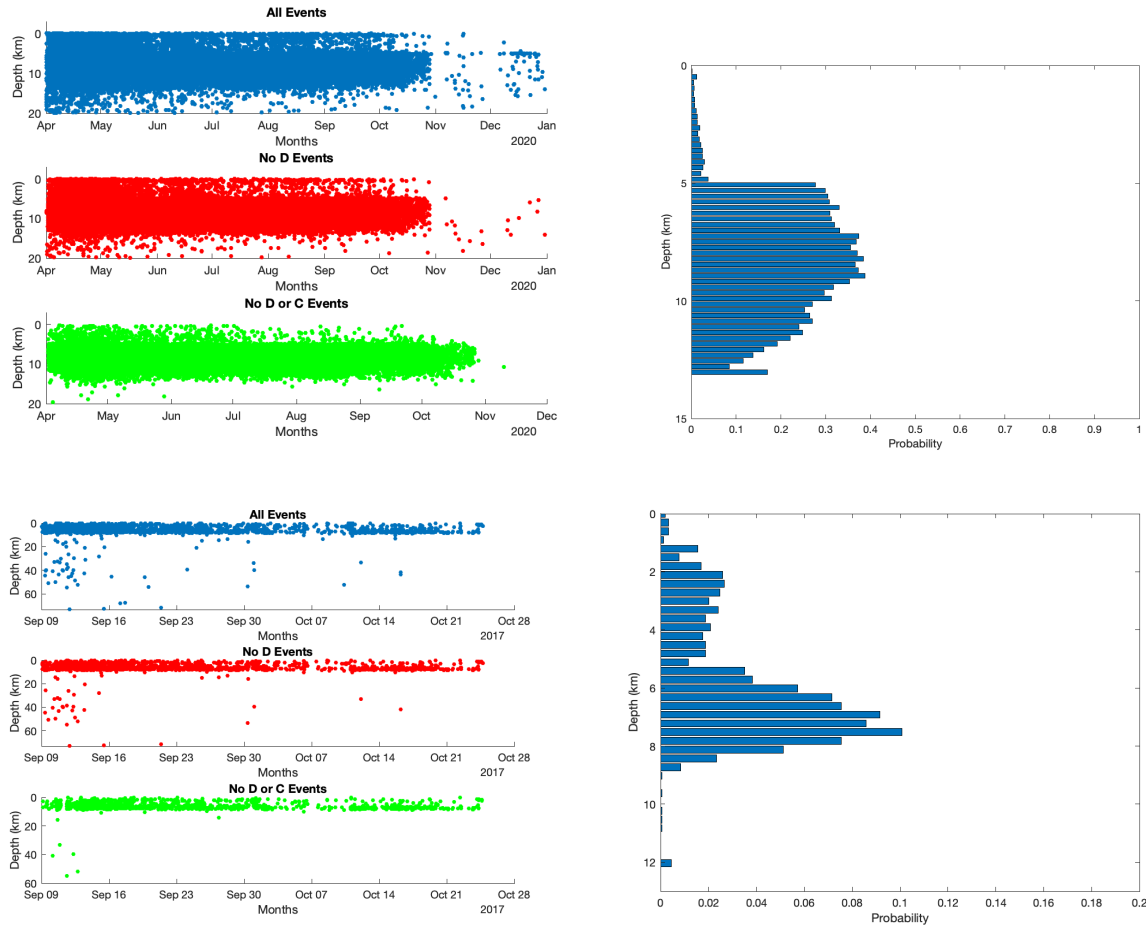 All Events
Depth (km)
0
10
20
Apr May Jun Jul Aug Sep Oct Nov Dec Jan
Months
2020
No D Events
Depth (km)
0
10
20
Apr May Jun Jul Aug Sep Oct Nov Dec Jan
Months
2020
No D or C Events
Depth (km)
0
10
20
Apr May Jun Jul Aug Sep Oct Nov Dec
Months
2020
Depth (km)
0
5
10
15
0 0.1 0.2 0.3 0.4 0.5 0.6 0.7 0.8 0.9 1
Probability
All Events
Depth (km)
0
20
40
60
Sep 09 Sep 16 Sep 23 Sep 30 Oct 07 Oct 14 Oct 21 Oct 28
Months
2017
No D Events
Depth (km)
0
20
40
60
Sep 09 Sep 16 Sep 23 Sep 30 Oct 07 Oct 14 Oct 21 Oct 28
Months
2017
No D or C Events
Depth (km)
0
20
40
60
Sep 09 Sep 16 Sep 23 Sep 30 Oct 07 Oct 14 Oct 21 Oct 28
Months
2017
Depth (km)
0
2
4
6
8
10
12
0 0.02 0.04 0.06 0.08 0.1 0.12 0.14 0.16 0.18 0.2
Probability